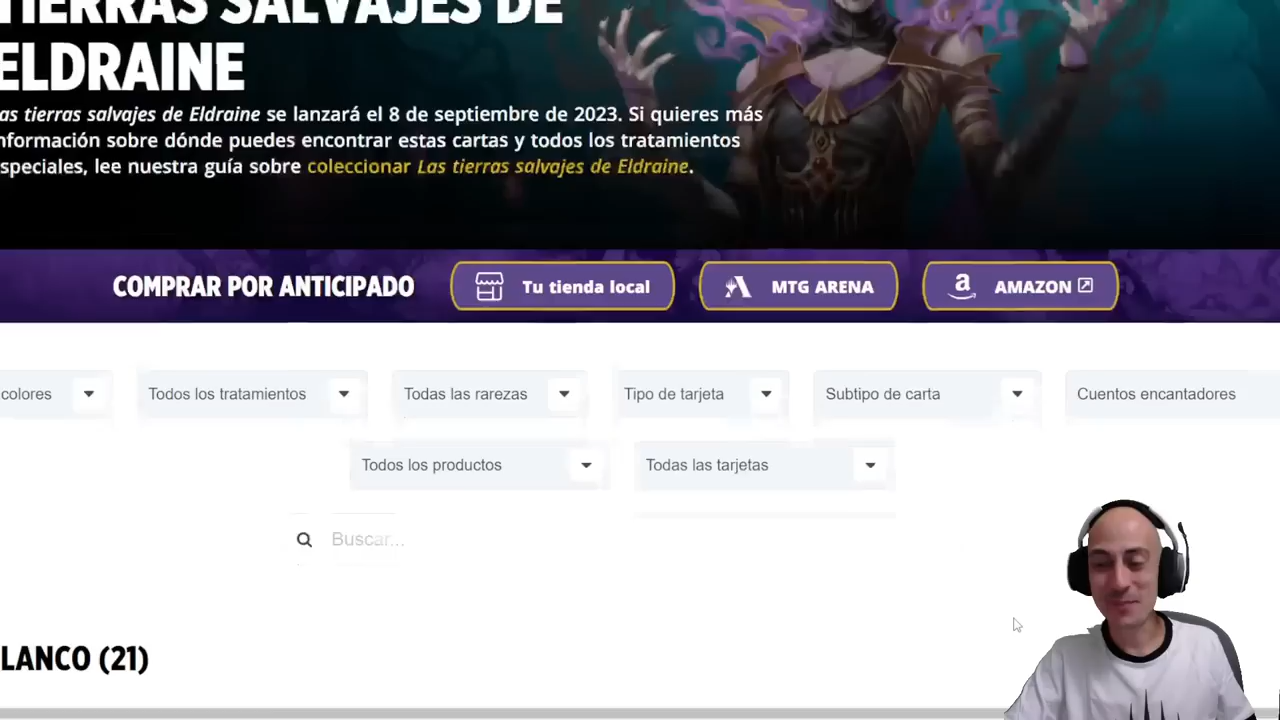 TIERRAS SALVAJES DE
ELDRAINE
as tierras salvajes de Eldraine se lanzará el 8 de septiembre de 2023. Si quieres más
nformación sobre dónde puedes encontrar estas cartas y todos los tratamientos
speciales, lee nuestra guía sobre coleccionar Las tierras salvajes de Eldraine.
COMPRAR POR ANTICIPADO
Tu tienda local
MTG ARENA
a AMAZON
colores
Todos los tratamientos
Todas las rarezas
Tipo de tarjeta
Subtipo de carta
Cuentos encantadores
Todos los productos
Todas las tarjetas
Buscar...
LANCO (21)